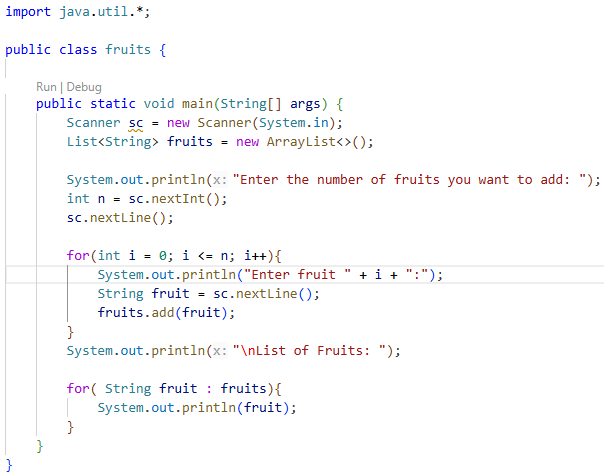 import java.util.*;
public class fruits {
Run | Debug
public static void main(String[] args) {
Scanner sc = new Scanner(System.in);
List<String> fruits = new ArrayList<>();
System.out.println(x: "Enter the number of fruits you want to add: ");
int n = sc.nextInt();
sc.nextLine();
for(int i = 0; i <= n; i++){
System.out.println("Enter fruit " + i + ":");
String fruit = sc.nextLine();
fruits.add(fruit);
}
System.out.println(x: "\nList of Fruits: ");
for( String fruit : fruits){
System.out.println(fruit);
}
}
}